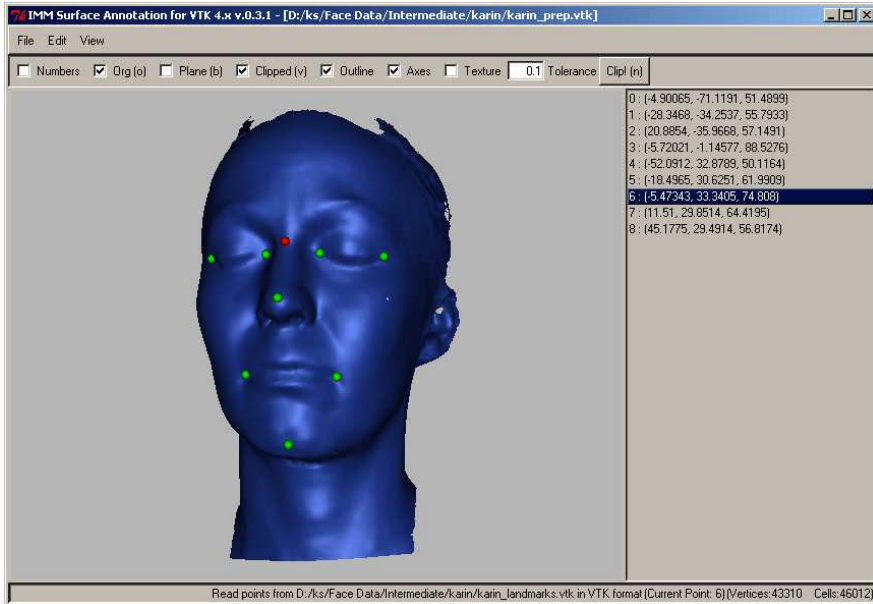 IMM Surface Annotation for VTK 4.x v.0.3.1 - [D:/ks/Face Data/Intermediate/karin/karin_prep.vtk]
File Edit View
Numbers Org (o) Plane (b) Clipped (v) Outline Axes Texture 0.1 Tolerance Clip! (n)
0 : (-4.90065, -71.1191, 51.4899)
1 : (-28.3468, -34.2537, 55.7933)
2 : (20.8854, -35.9668, 57.1491)
3 : (-5.72021, -1.14577, 88.5276)
4 : (-52.0912, 32.8789, 50.1164)
5 : (-18.4965, 30.6251, 61.9909)
6 : (-5.47343, 33.3405, 74.808)
7 : (11.51, 29.8514, 64.4195)
8 : (45.1775, 29.4914, 56.8174)
Read points from D:/ks/Face Data/Intermediate/karin/karin_landmarks.vtk in VTK format (Current Point: 6) (Vertices:43310 Cells:46012)